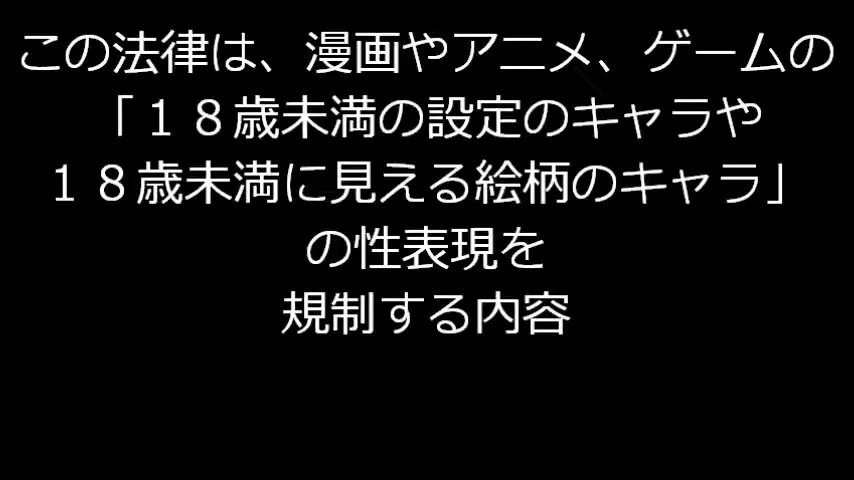 この法律は、漫画やアニメ、ゲームの
「１８歳未満の設定のキャラや
１８歳未満に見える絵柄のキャラ」
の性表現を
規制する内容